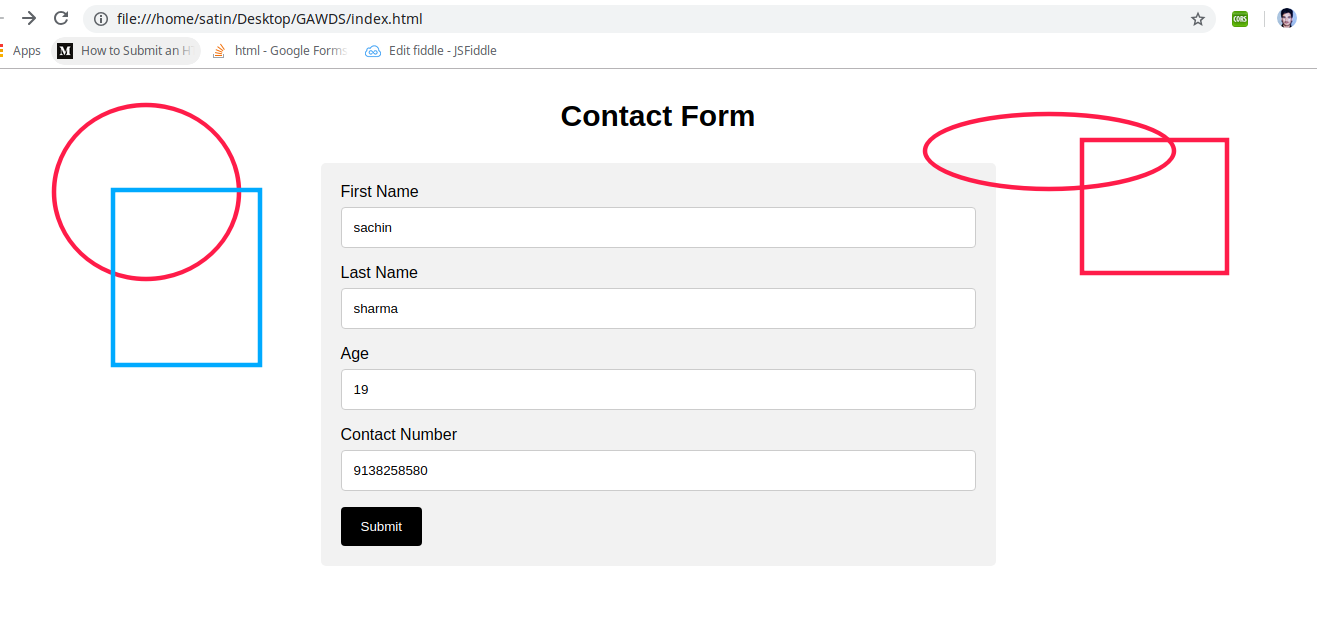 file:///home/satin/Desktop/GAWDS/index.html
CORS
Apps M How to Submit an H html - Google Forms Edit fiddle - JSFiddle
Contact Form
First Name
sachin
Last Name
sharma
Age
19
Contact Number
9138258580
Submit